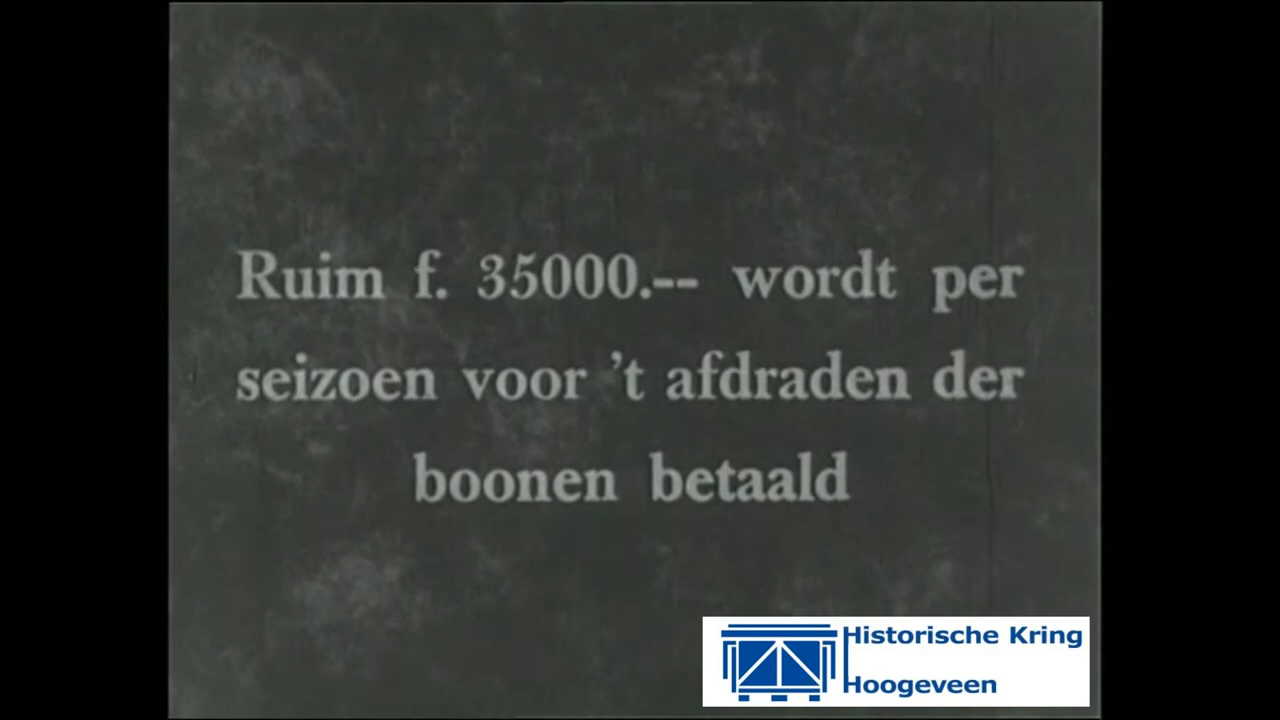 Ruim f. 35000.-- wordt per
seizoen voor 't afdraden der
boonen betaald
Historische Kring
Hoogeveen